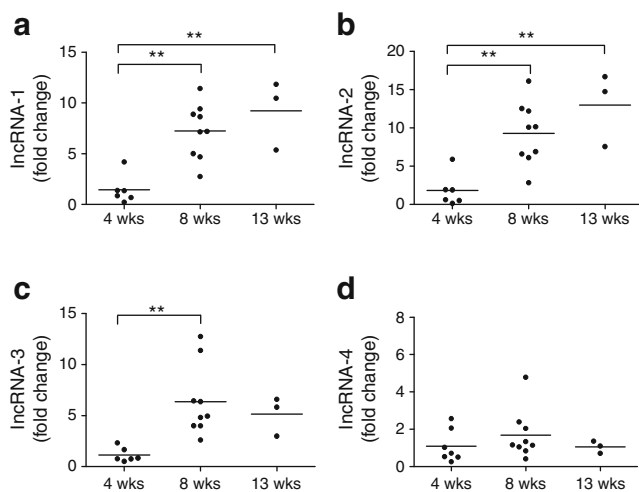 a
lncRNA-1
(fold change)
15
10
5
0
**
**
4 wks 8 wks 13 wks
b
lncRNA-2
(fold change)
20
15
10
5
0
**
**
4 wks 8 wks 13 wks
c
lncRNA-3
(fold change)
15
10
5
0
**
4 wks 8 wks 13 wks
d
lncRNA-4
(fold change)
8
6
4
2
0
4 wks 8 wks 13 wks